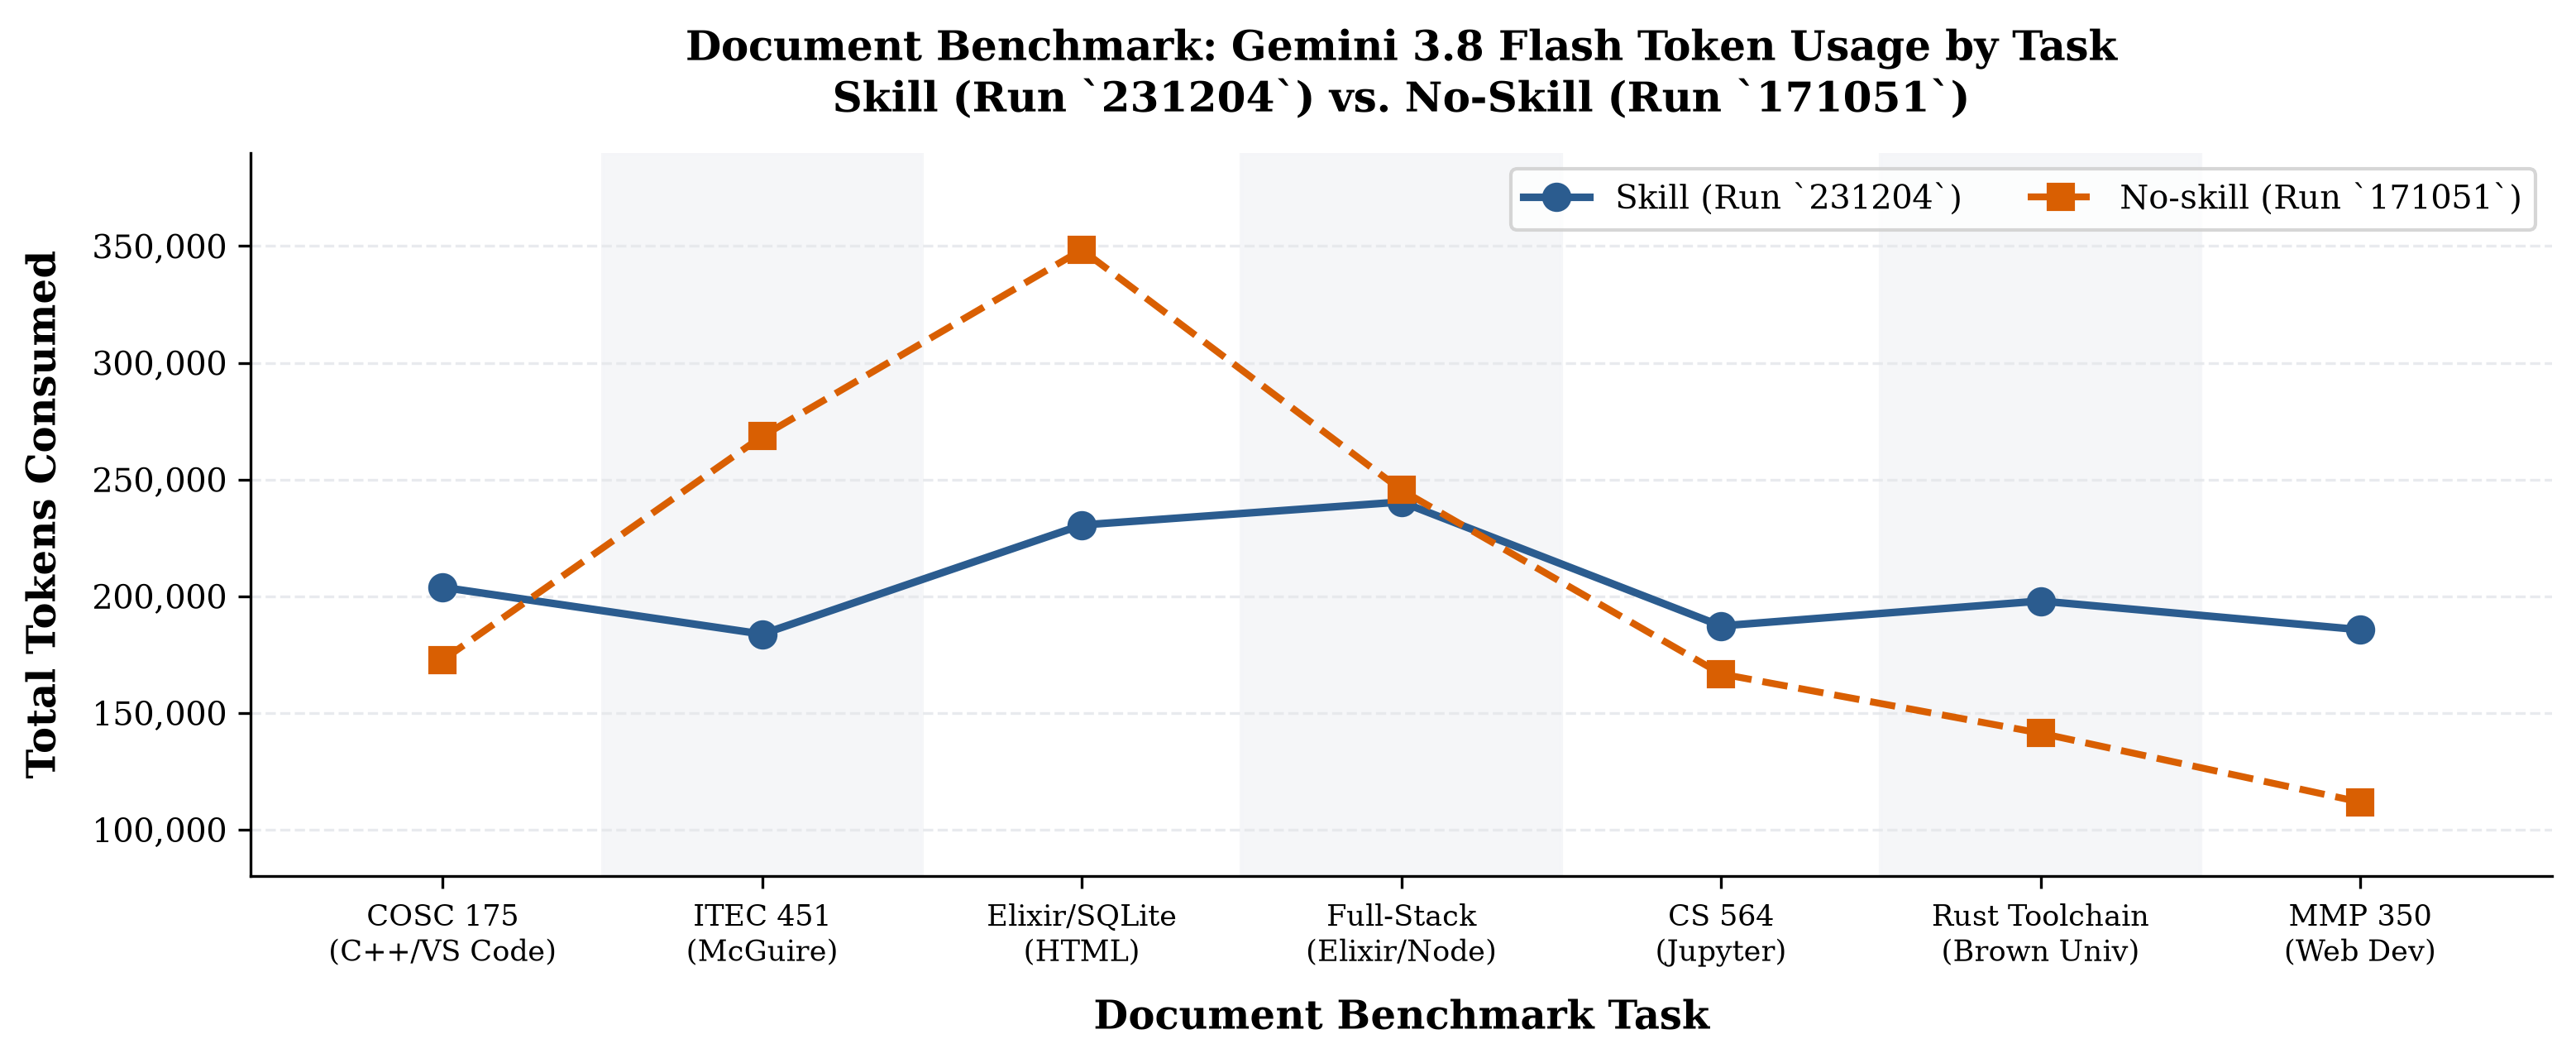 Document Benchmark: Gemini 3.8 Flash Token Usage by Task
Skill (Run `231204`) vs. No-Skill (Run `171051`)
Skill (Run `231204`)
No-skill (Run `171051`)
Total Tokens Consumed
350,000
300,000
250,000
200,000
150,000
100,000
COSC 175
(C++/VS Code)
ITEC 451
(McGuire)
Elixir/SQLite
(HTML)
Full-Stack
(Elixir/Node)
CS 564
(Jupyter)
Rust Toolchain
(Brown Univ)
MMP 350
(Web Dev)
Document Benchmark Task